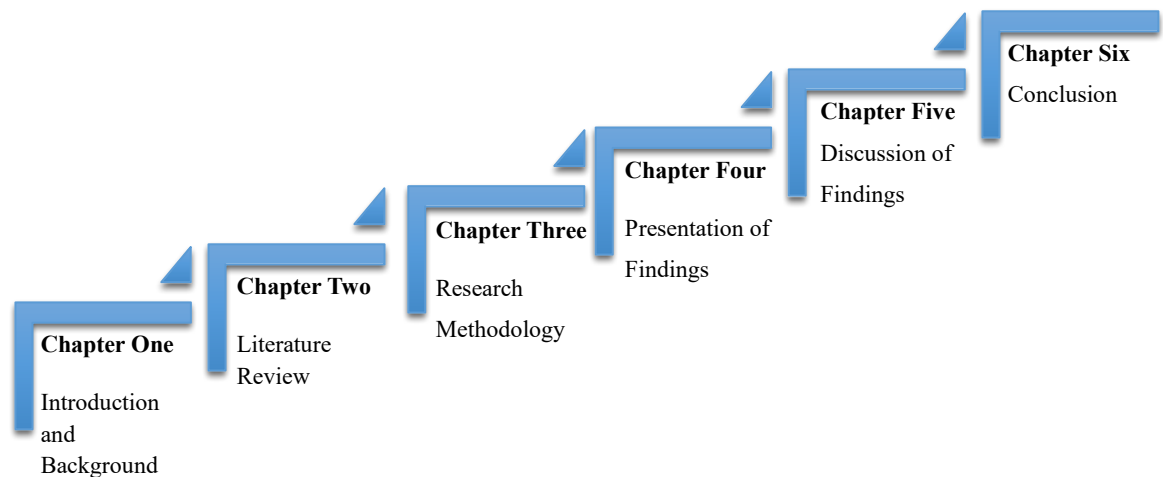 Chapter One
Introduction
and
Background
Chapter Two
Literature
Review
Chapter Three
Research
Methodology
Chapter Four
Presentation of
Findings
Chapter Five
Discussion of
Findings
Chapter Six
Conclusion